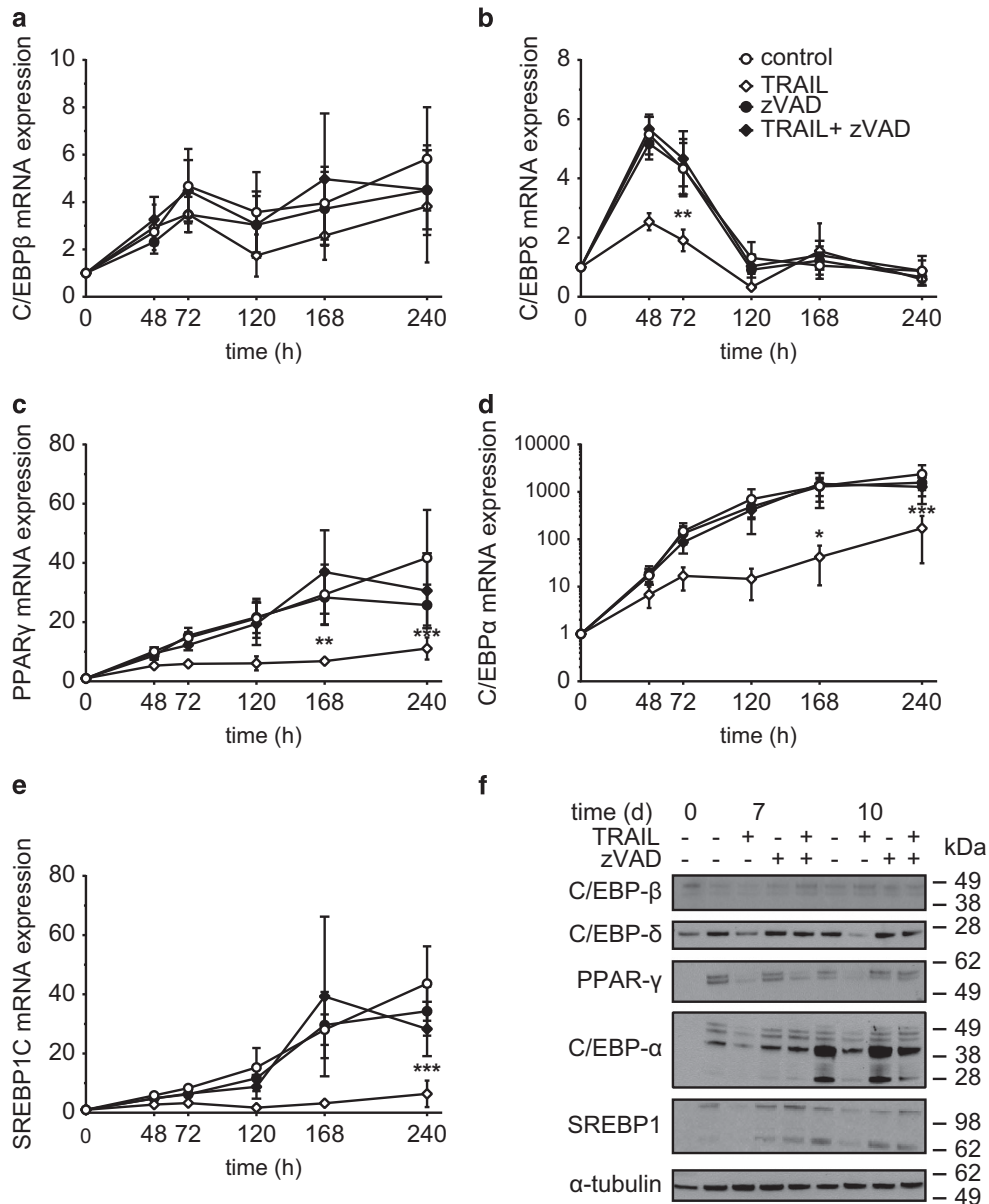 a
C/EBPβ mRNA expression
10
8
6
4
2
0
0 48 72 120 168 240
time (h)
b
C/EBPδ mRNA expression
8
6
4
2
0
control
TRAIL
zVAD
TRAIL+ zVAD
**
0 48 72 120 168 240
time (h)
c
PPARγ mRNA expression
80
60
40
20
0
** ***
0 48 72 120 168 240
time (h)
d
C/EBPα mRNA expression
10000
1000
100
10
1
* ***
0 48 72 120 168 240
time (h)
e
SREBP1C mRNA expression
80
60
40
20
0
***
0 48 72 120 168 240
time (h)
f
time (d) 0 7 10
TRAIL - - + - + - + - +
zVAD - - - + + - - + +
kDa
C/EBP-β
49
38
C/EBP-δ
28
PPAR-γ
62
49
C/EBP-α
49
38
28
SREBP1
98
62
α-tubulin
62
49